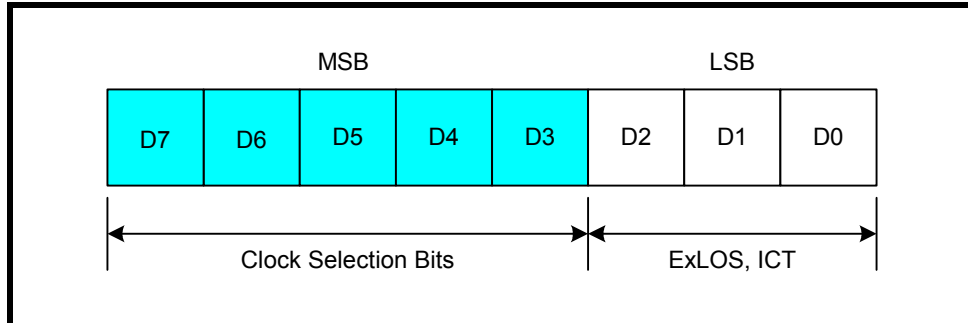 MSB LSB
D7 D6 D5 D4 D3 D2 D1 D0
Clock Selection Bits ExLOS, ICT